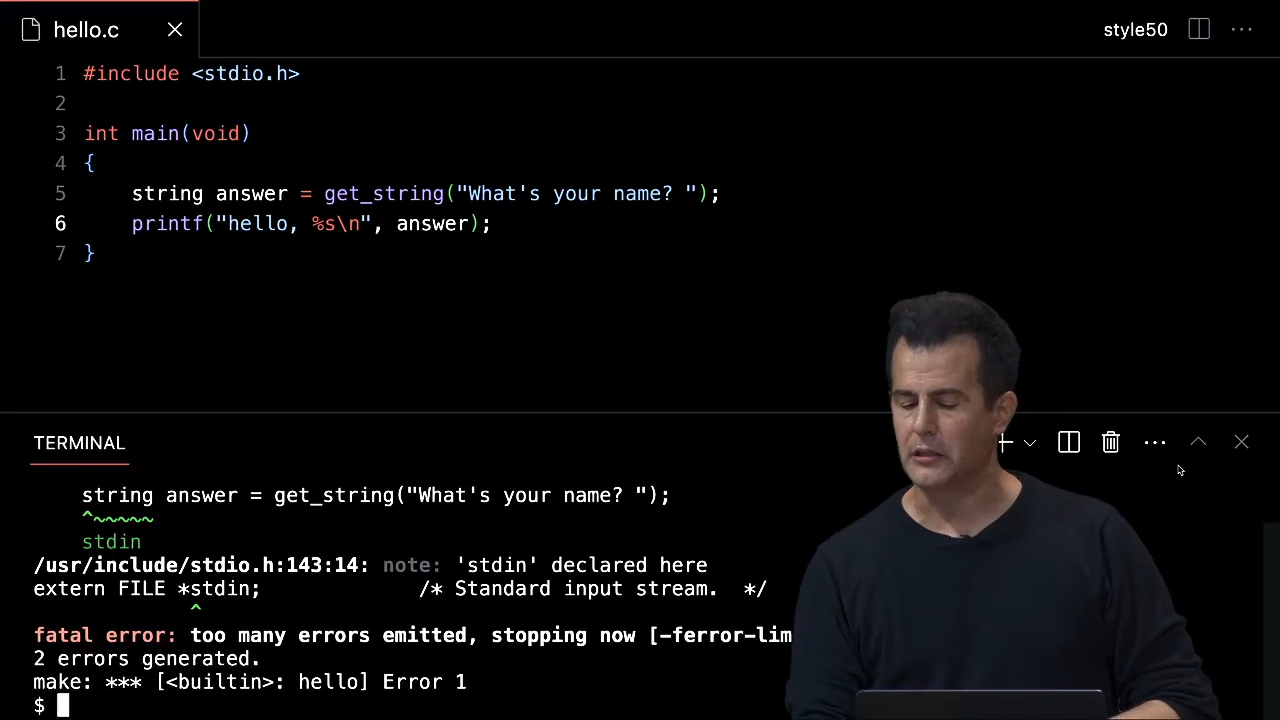 hello.c
style50
1 #include <stdio.h>
2
3 int main(void)
4 {
5     string answer = get_string("What's your name? ");
6     printf("hello, %s\n", answer);
7 }
TERMINAL
    string answer = get_string("What's your name? ");
    ^~~~~~
    stdin
/usr/include/stdio.h:143:14: note: 'stdin' declared here
extern FILE *stdin;             /* Standard input stream.  */
             ^
fatal error: too many errors emitted, stopping now [-ferror-lim
2 errors generated.
make: *** [<builtin>: hello] Error 1
$